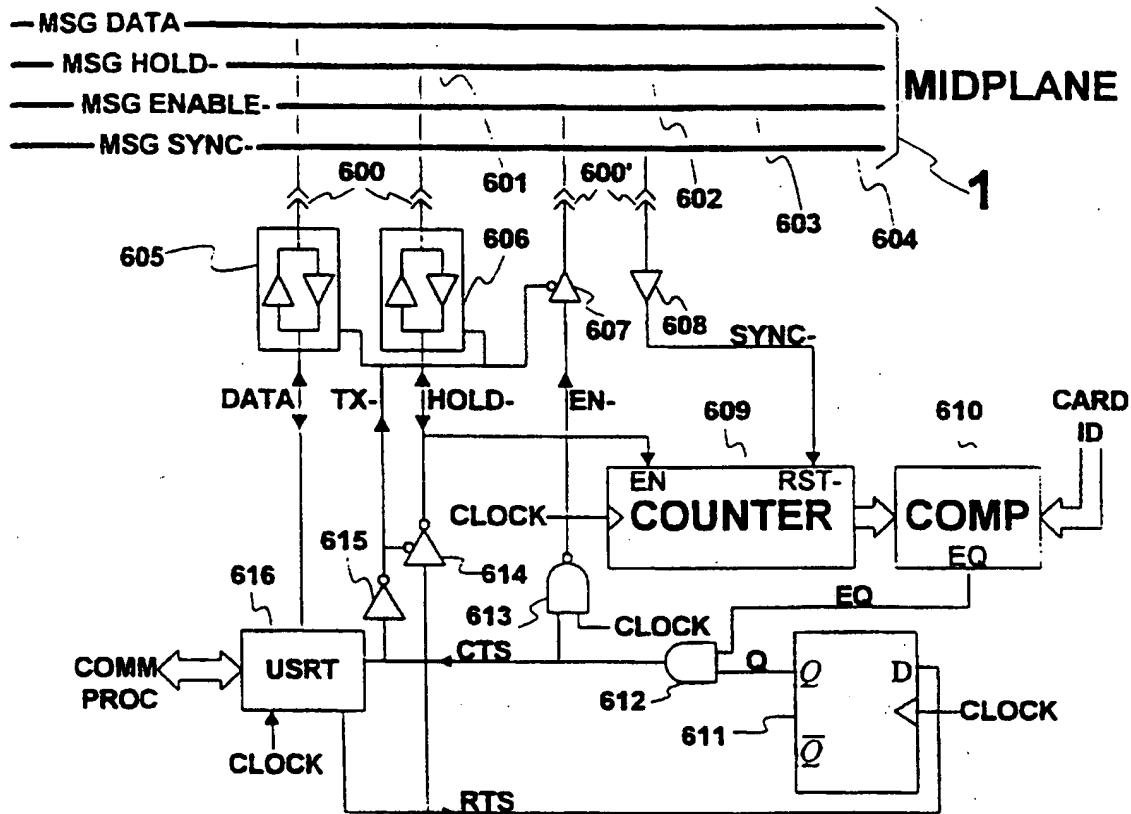 MSG DATA
MSG HOLD-
MSG ENABLE-
MSG SYNC-
MIDPLANE
1
600
601
600'
602
603
604
605
606
607
608
SYNC-
DATA
TX-
HOLD-
EN-
609
610
CARD
ID
EN
RST-
CLOCK
COUNTER
COMP
EQ
615
614
616
613
CLOCK
EQ
COMM
PROC
USRT
CTS
612
Q
Q
D
611
CLOCK
Q̅
CLOCK
RTS